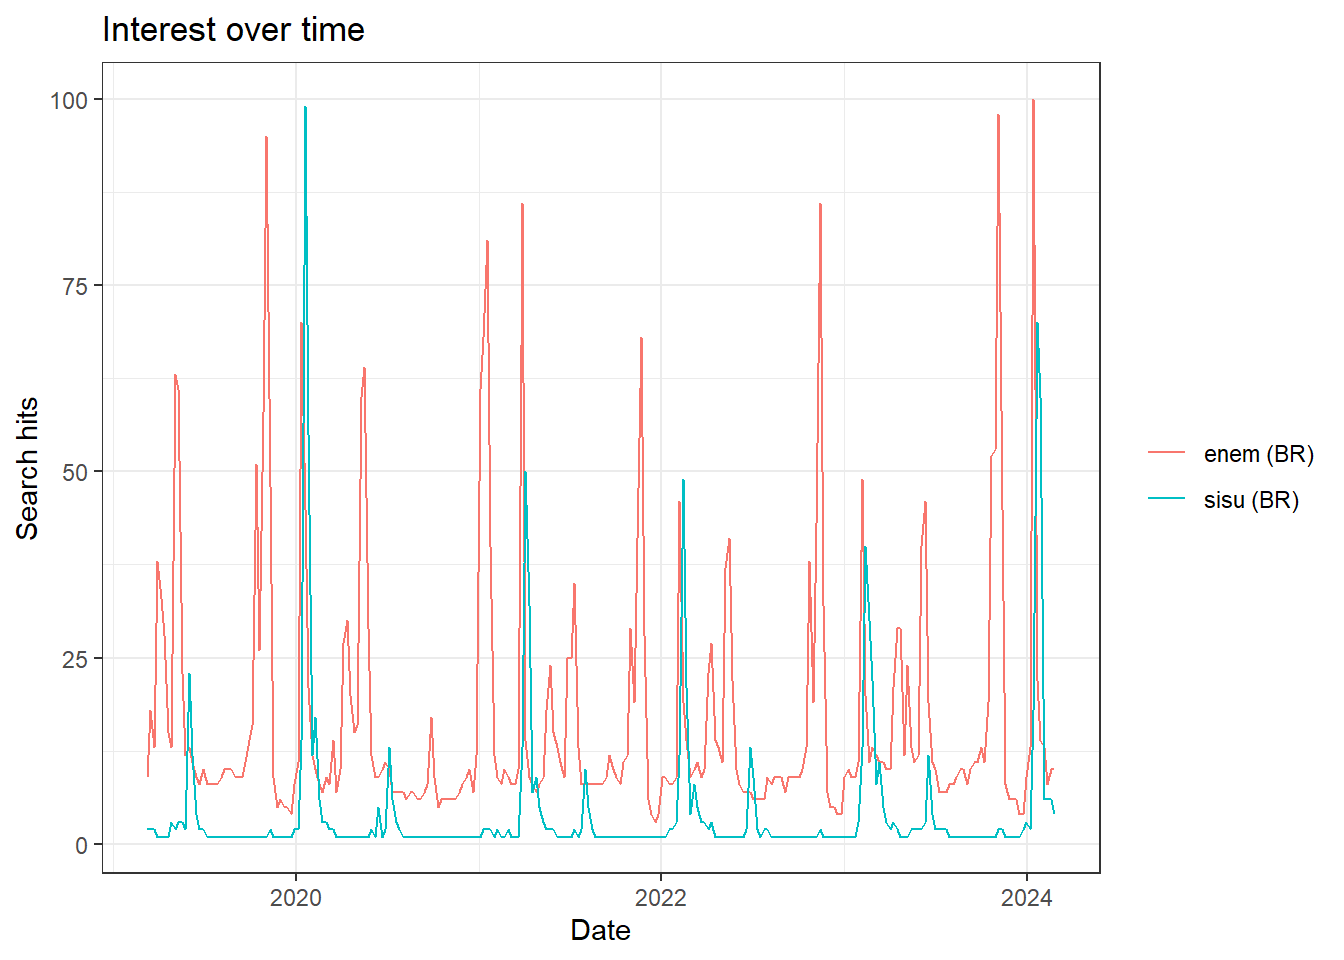 Interest over time
100
75
50
25
0
Search hits
2020
2022
2024
Date
enem (BR)
sisu (BR)